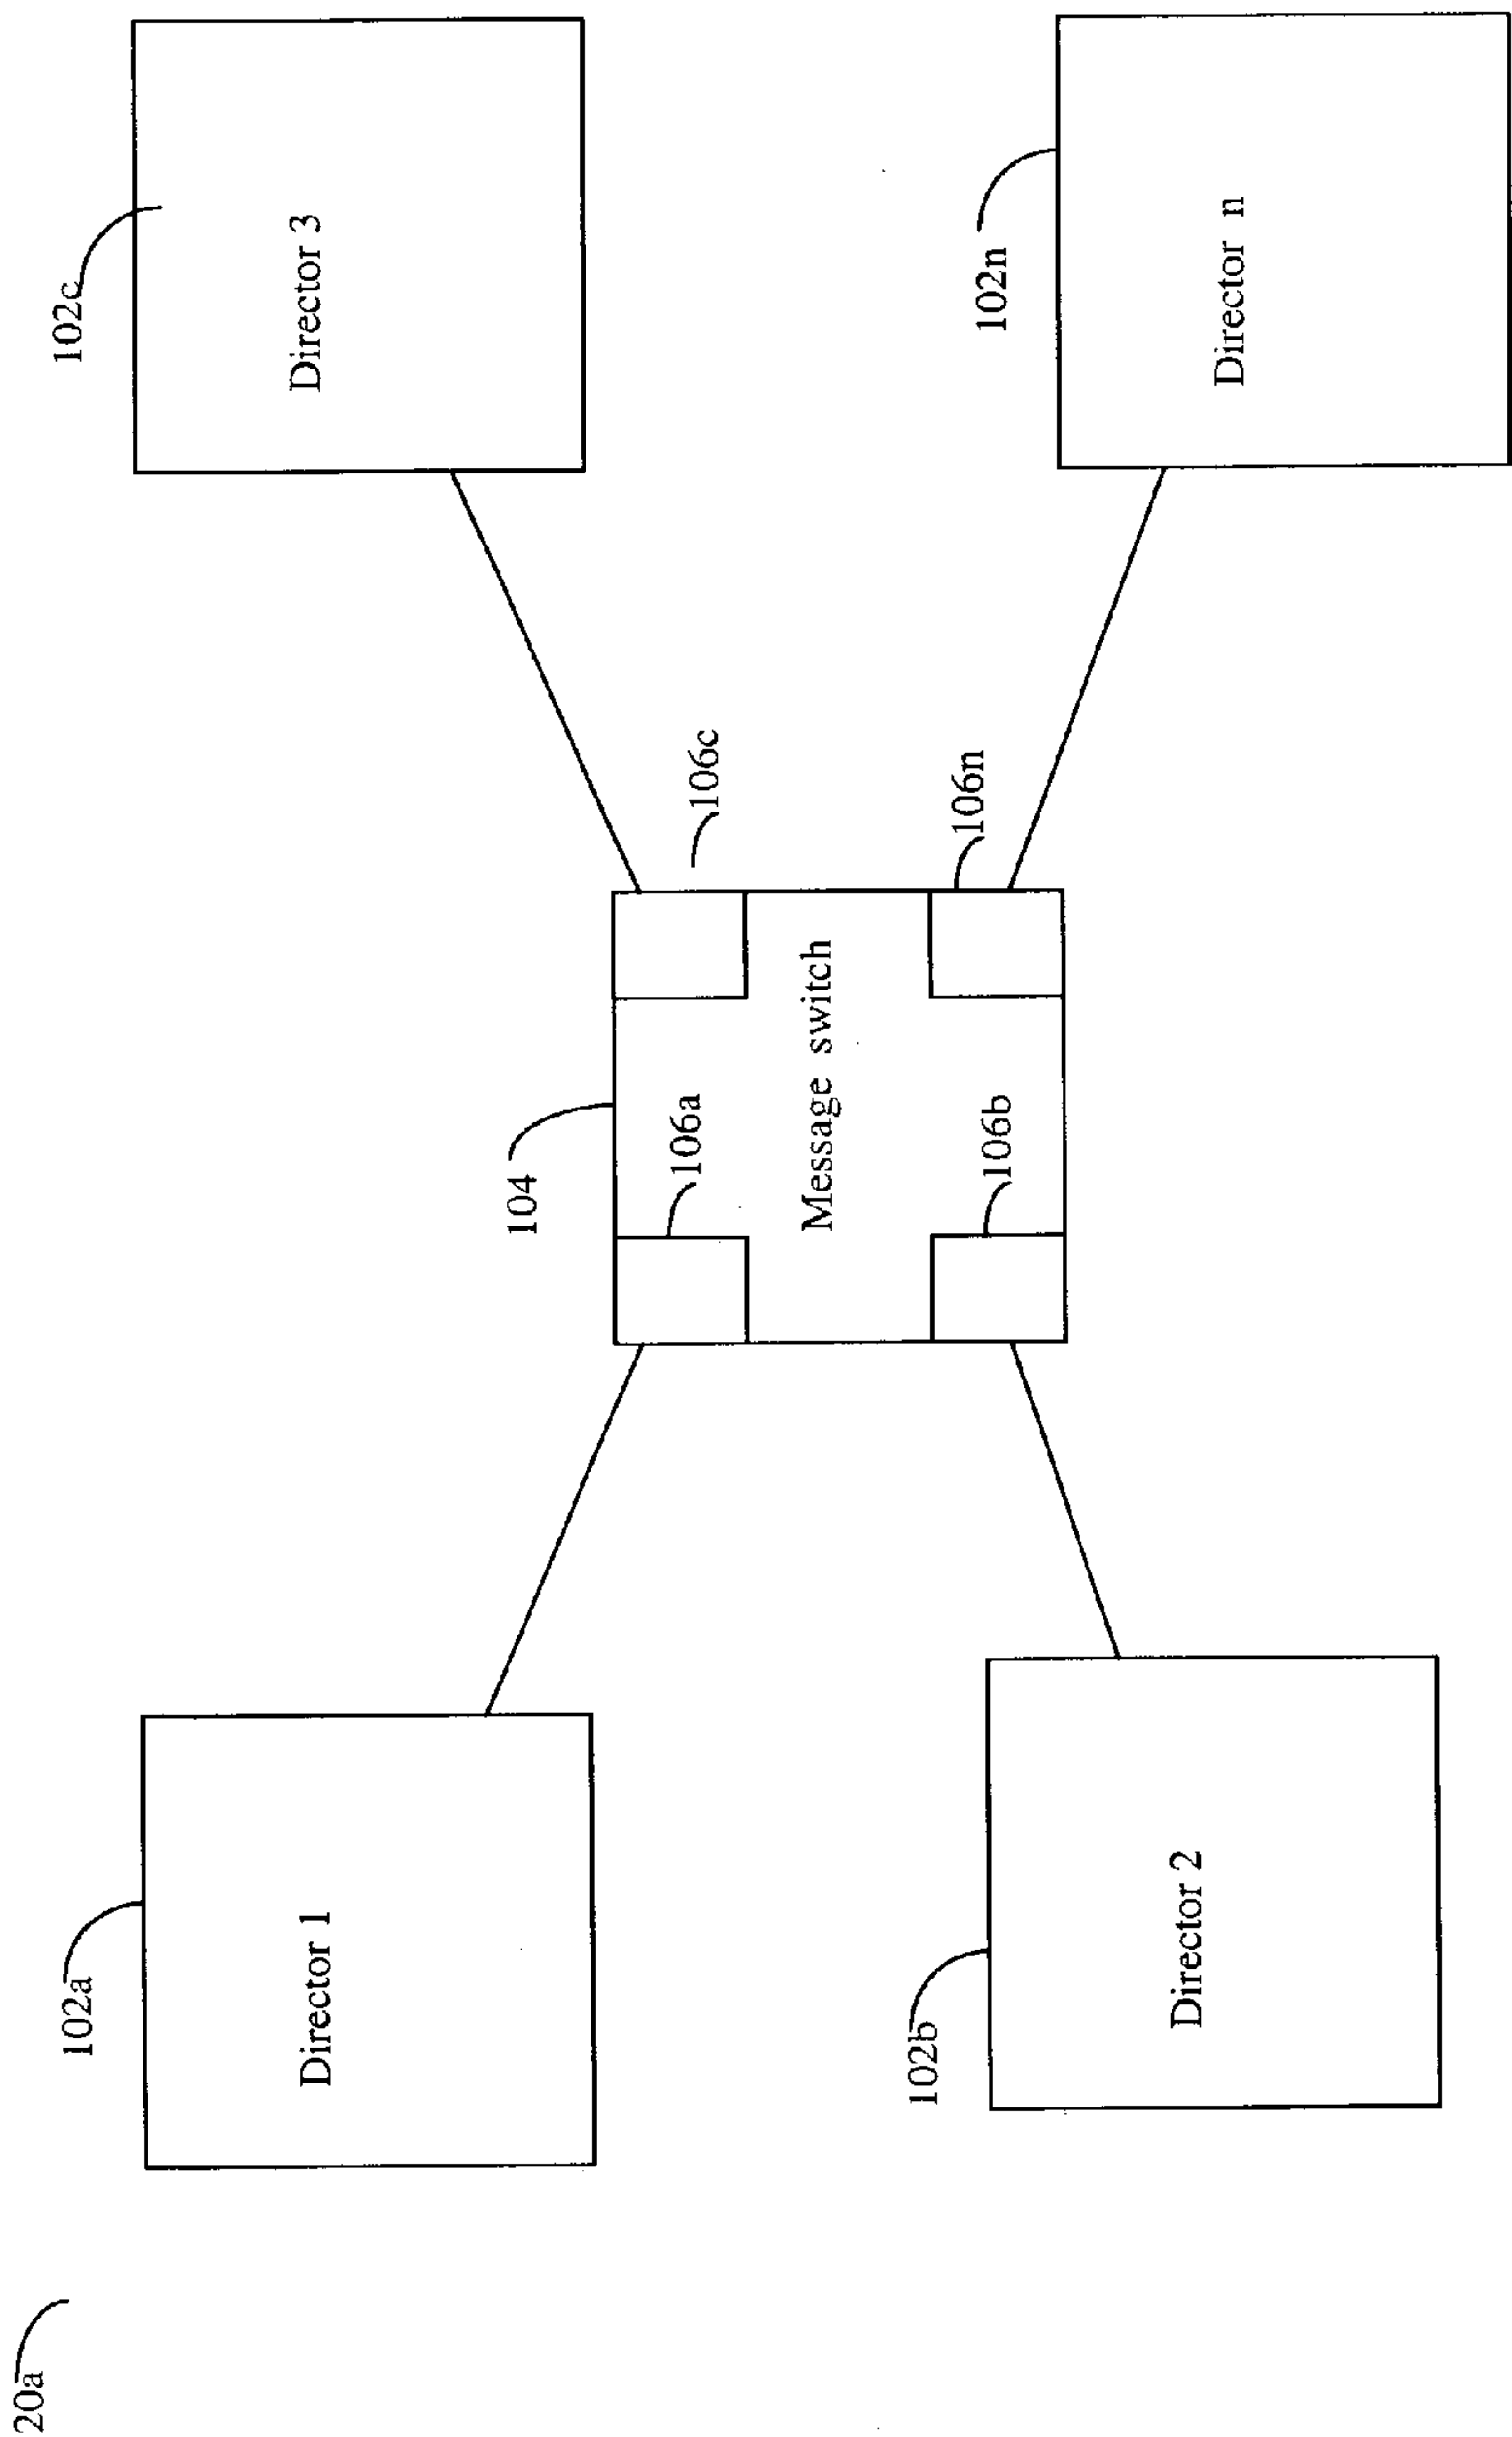 20a
102a
Director 1
102c
Director 3
104
106a
106c
Message switch
106b
106n
102b
Director 2
102n
Director n